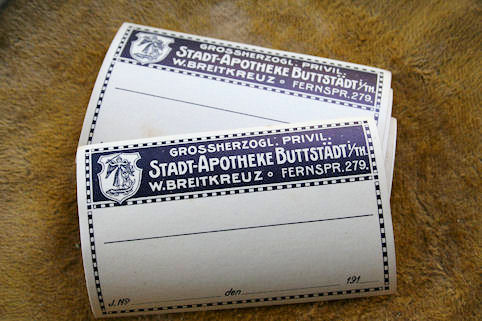 GROSSHERZOGL. PRIVIL.
STADT-APOTHEKE BUTTSTÄDT i/TH.
W. BREITKREUZ • FERNSPR. 279.
GROSSHERZOGL. PRIVIL.
STADT-APOTHEKE BUTTSTÄDT i/TH.
W. BREITKREUZ • FERNSPR. 279.
J. No den 191